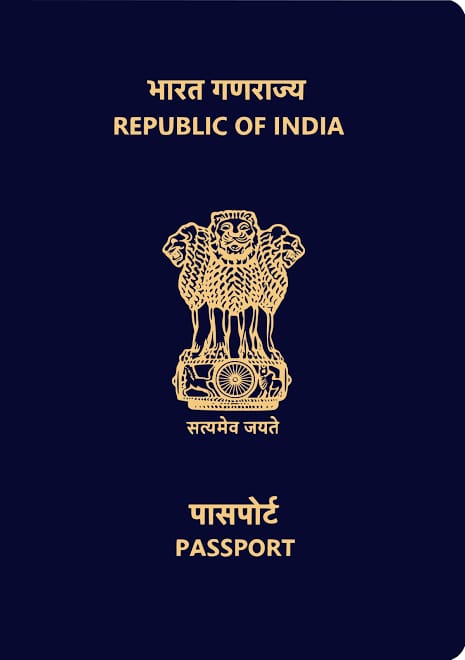 भारत गणराज्य
REPUBLIC OF INDIA
सत्यमेव जयते
पासपोर्ट
PASSPORT